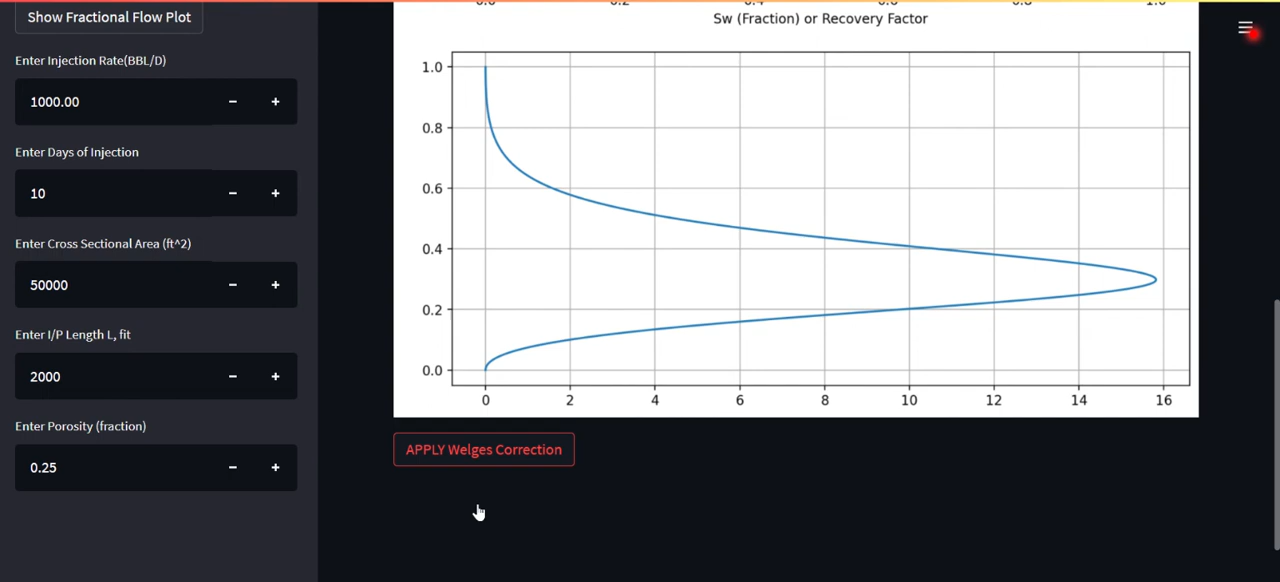 Show Fractional Flow Plot
Enter Injection Rate(BBL/D)
1000.00
Enter Days of Injection
10
Enter Cross Sectional Area (ft^2)
50000
Enter I/P Length L, fit
2000
Enter Porosity (fraction)
0.25
Sw (Fraction) or Recovery Factor
1.0
0.8
0.6
0.4
0.2
0.0
0 2 4 6 8 10 12 14 16
APPLY Welges Correction